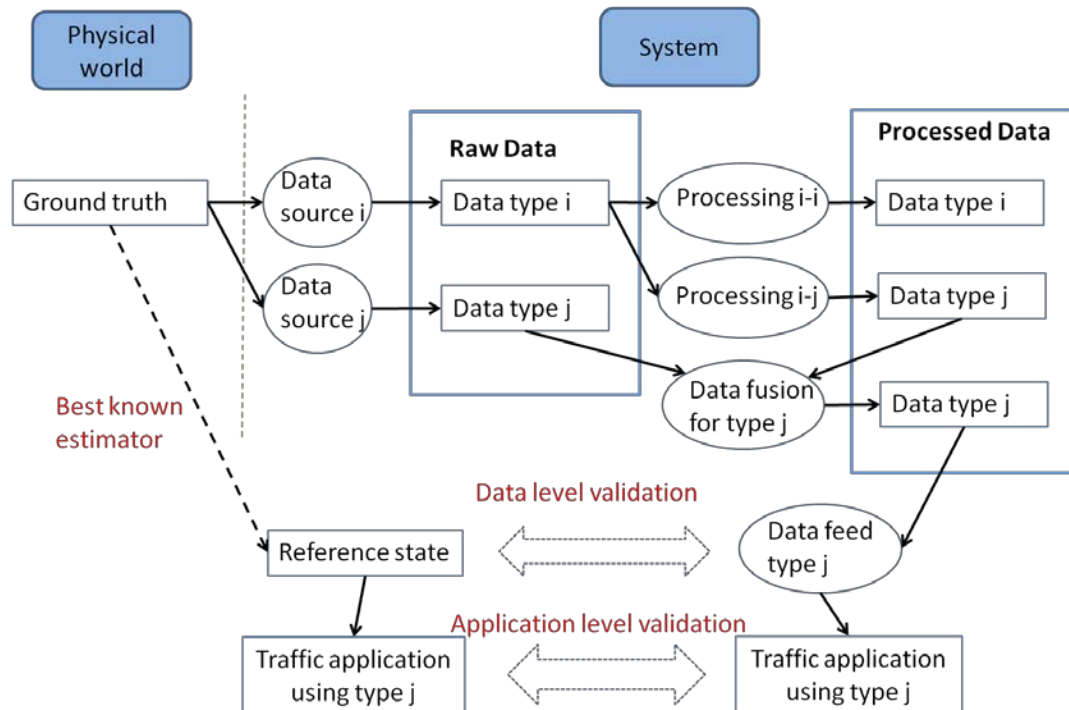 Physical
world
System
Raw Data
Processed Data
Ground truth
Data
source i
Data type i
Processing i-i
Data type i
Data
source j
Data type j
Processing i-j
Data type j
Data fusion
for type j
Data type j
Best known
estimator
Data level validation
Reference state
Data feed
type j
Application level validation
Traffic application
using type j
Traffic application
using type j